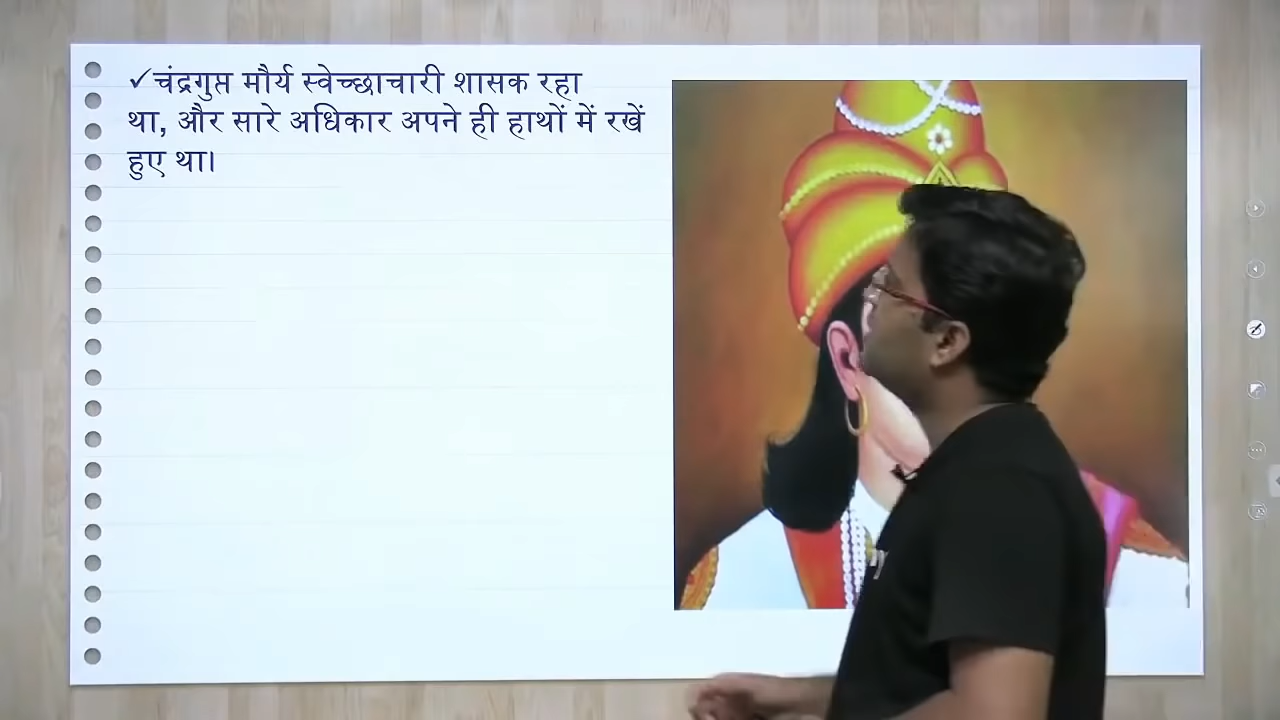 ✓चंद्रगुप्त मौर्य स्वेच्छाचारी शासक रहा
था, और सारे अधिकार अपने ही हाथों में रखें
हुए था।